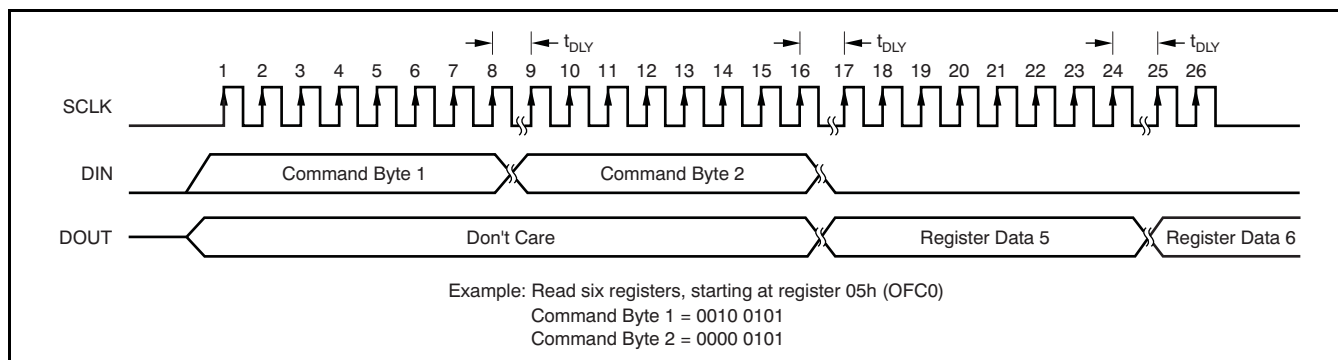 t_DLY t_DLY t_DLY
1 2 3 4 5 6 7 8 9 10 11 12 13 14 15 16 17 18 19 20 21 22 23 24 25 26
SCLK
DIN Command Byte 1 Command Byte 2
DOUT Don't Care Register Data 5 Register Data 6
Example: Read six registers, starting at register 05h (OFC0)
Command Byte 1 = 0010 0101
Command Byte 2 = 0000 0101